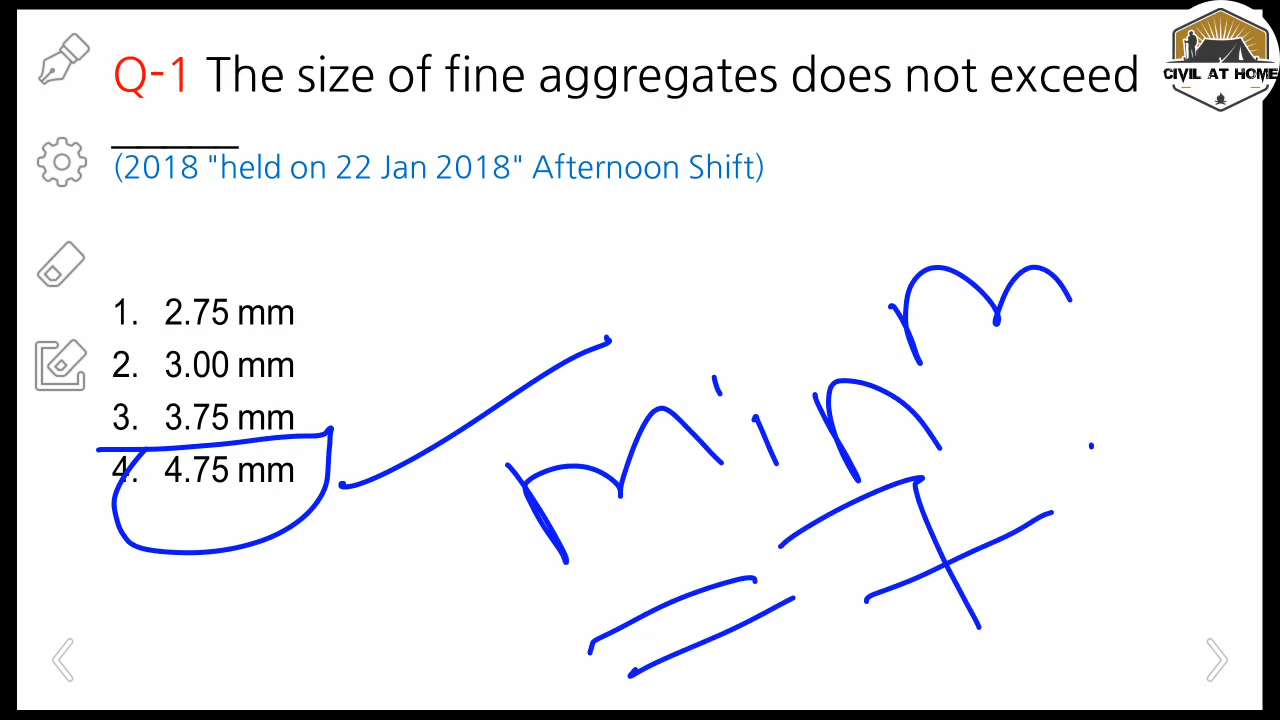 Q-1 The size of fine aggregates does not exceed
______
(2018 "held on 22 Jan 2018" Afternoon Shift)
1. 2.75 mm
2. 3.00 mm
3. 3.75 mm
4. 4.75 mm
CIVIL AT HOME